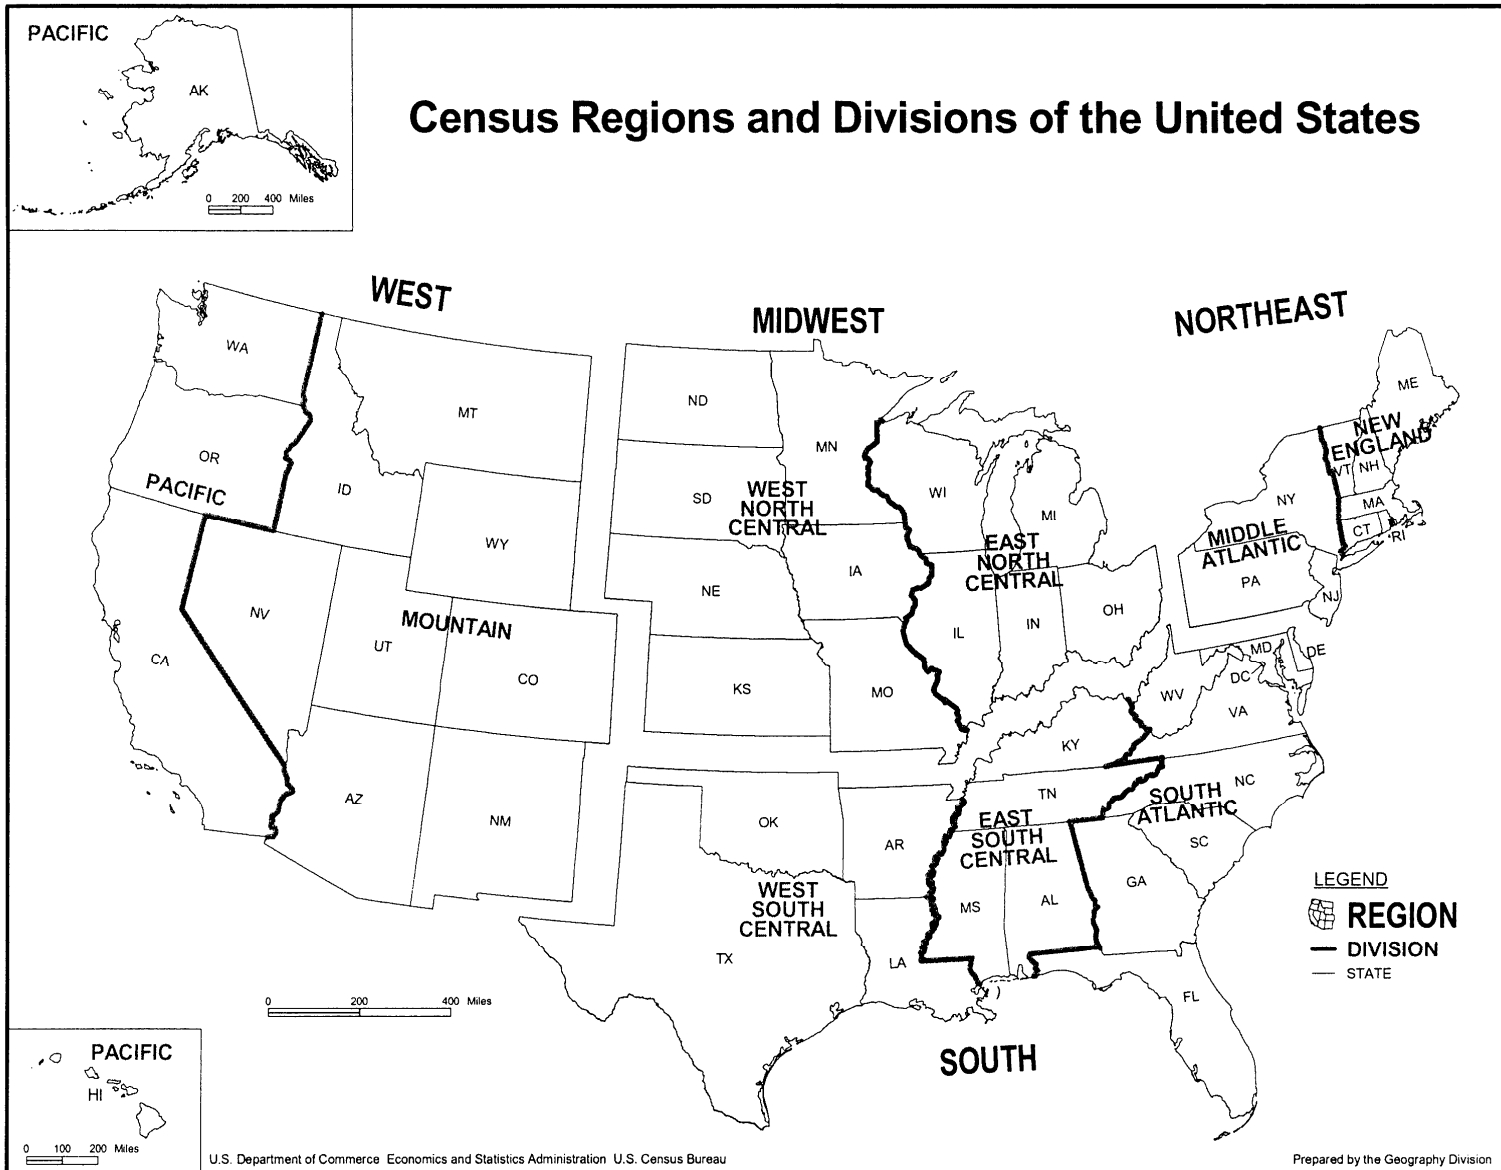 PACIFIC
AK
0 200 400 Miles
Census Regions and Divisions of the United States
WEST
MIDWEST
NORTHEAST
WA
MT
ND
MN
ME
OR
PACIFIC
ID
SD
WEST
NORTH
CENTRAL
WI
MI
NEW
ENGLAND
VT
NH
NY
MA
CT
RI
MIDDLE
ATLANTIC
WY
IA
EAST
NORTH
CENTRAL
PA
NJ
NV
NE
OH
IN
IL
MOUNTAIN
UT
CA
CO
KS
MO
MD
DE
DC
WV
VA
KY
AZ
NM
OK
AR
TN
NC
SOUTH
ATLANTIC
EAST
SOUTH
CENTRAL
SC
GA
WEST
SOUTH
CENTRAL
MS
AL
TX
LA
FL
LEGEND
REGION
DIVISION
STATE
0 200 400 Miles
SOUTH
PACIFIC
HI
0 100 200 Miles
U.S. Department of Commerce Economics and Statistics Administration U.S. Census Bureau
Prepared by the Geography Division